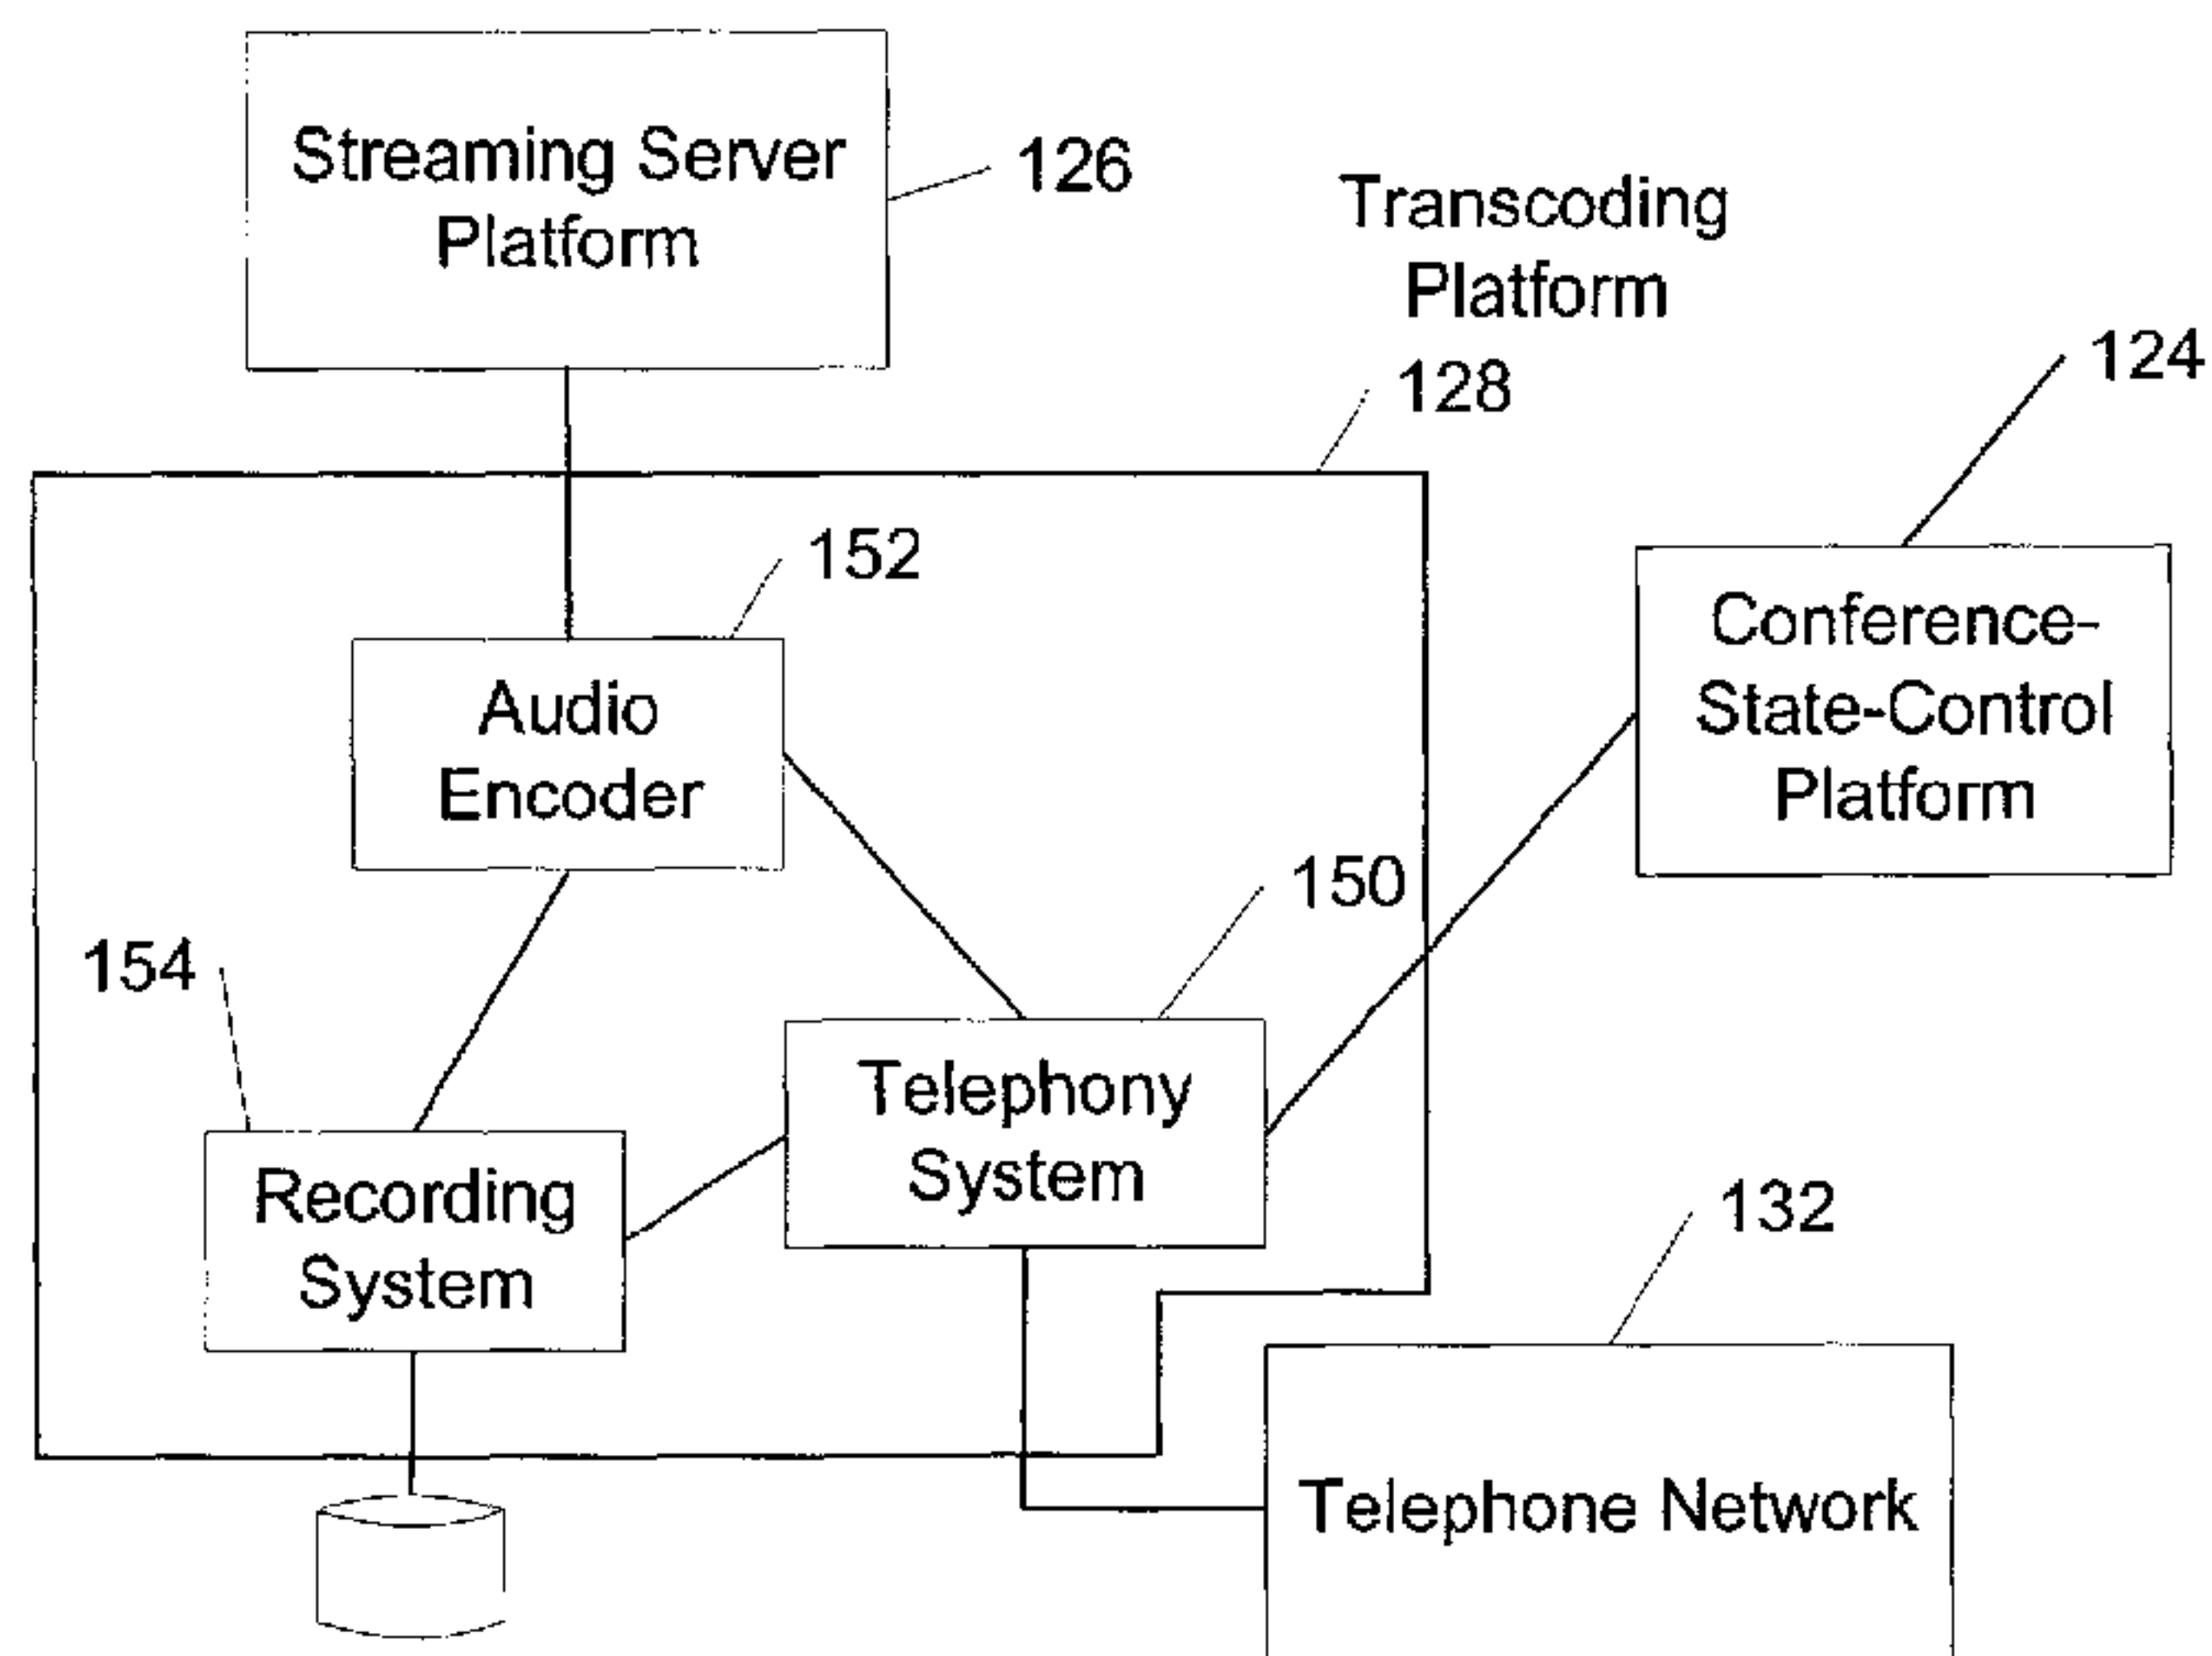 Streaming Server
Platform
126
Transcoding
Platform
128
124
152
Audio
Encoder
Conference-
State-Control
Platform
150
154
Telephony
System
Recording
System
132
Telephone Network